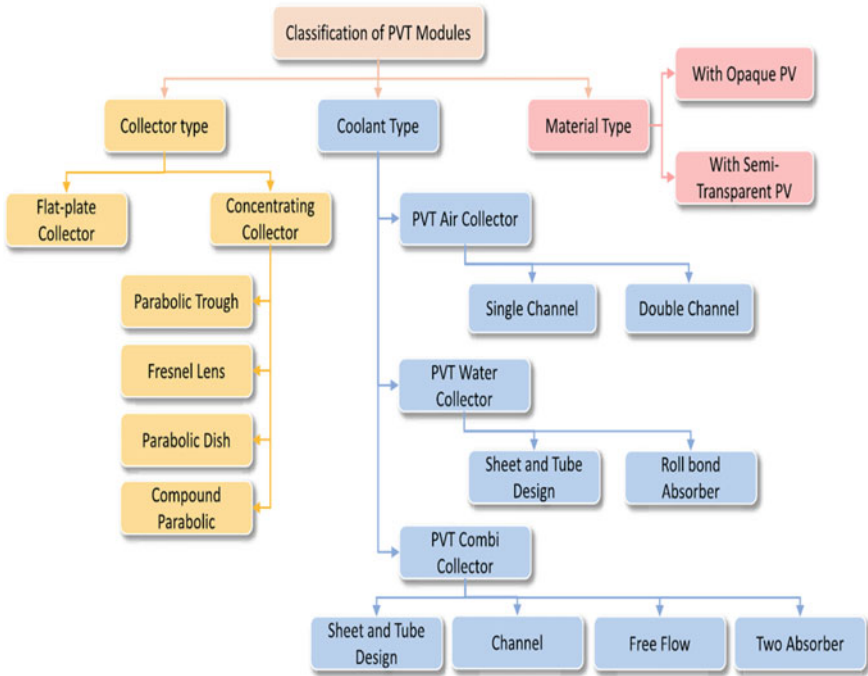 Classification of PVT Modules
With Opaque PV
Collector type
Coolant Type
Material Type
With Semi-
Transparent PV
Flat-plate
Collector
Concentrating
Collector
PVT Air Collector
Parabolic Trough
Single Channel
Double Channel
Fresnel Lens
PVT Water
Collector
Parabolic Dish
Sheet and Tube
Design
Roll bond
Absorber
Compound
Parabolic
PVT Combi
Collector
Sheet and Tube
Design
Channel
Free Flow
Two Absorber